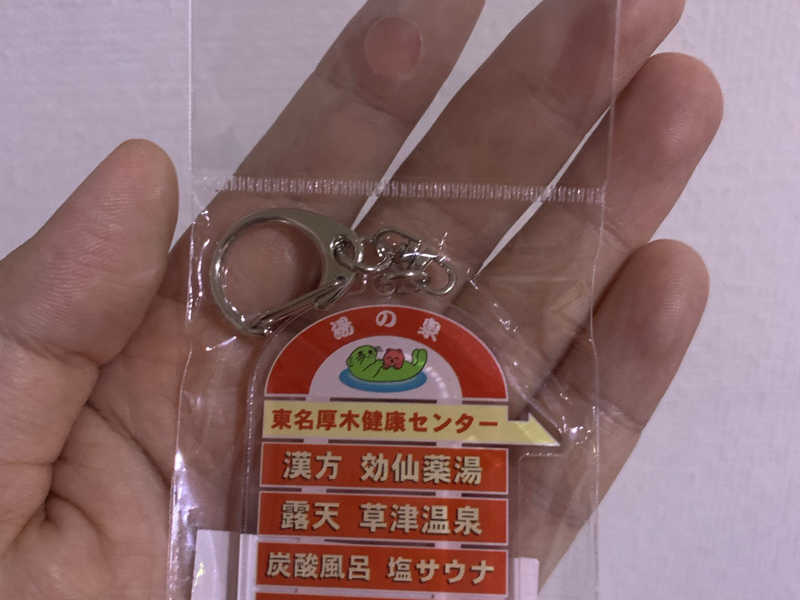 湯の泉
東名厚木健康センター
漢方 効仙薬湯
露天 草津温泉
炭酸風呂 塩サウナ